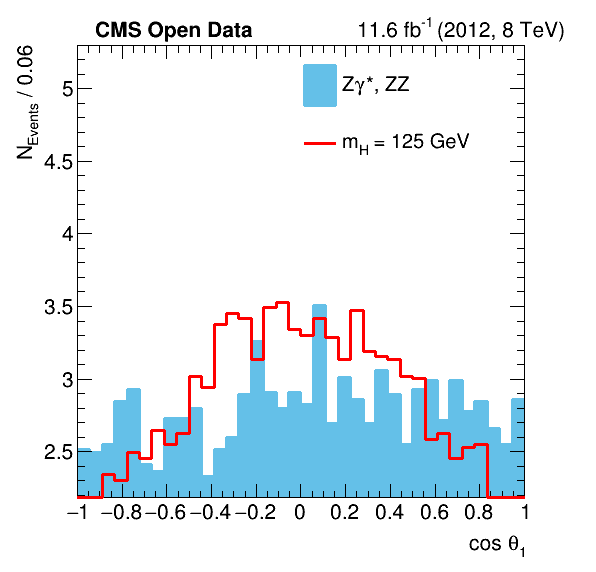 CMS Open Data 11.6 fb-1 (2012, 8 TeV)
NEvents / 0.06
5
4.5
4
3.5
3
2.5
Zγ*, ZZ
mH = 125 GeV
−1 −0.8 −0.6 −0.4 −0.2 0 0.2 0.4 0.6 0.8 1
cos θ1